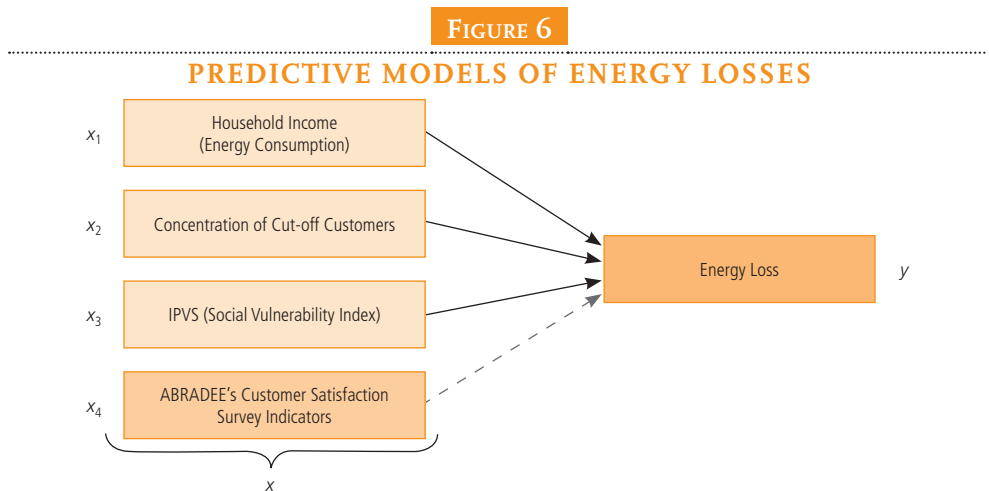 FIGURE 6
PREDICTIVE MODELS OF ENERGY LOSSES
x1
Household Income
(Energy Consumption)
x2
Concentration of Cut-off Customers
x3
IPVS (Social Vulnerability Index)
x4
ABRADEE's Customer Satisfaction
Survey Indicators
x
Energy Loss
y